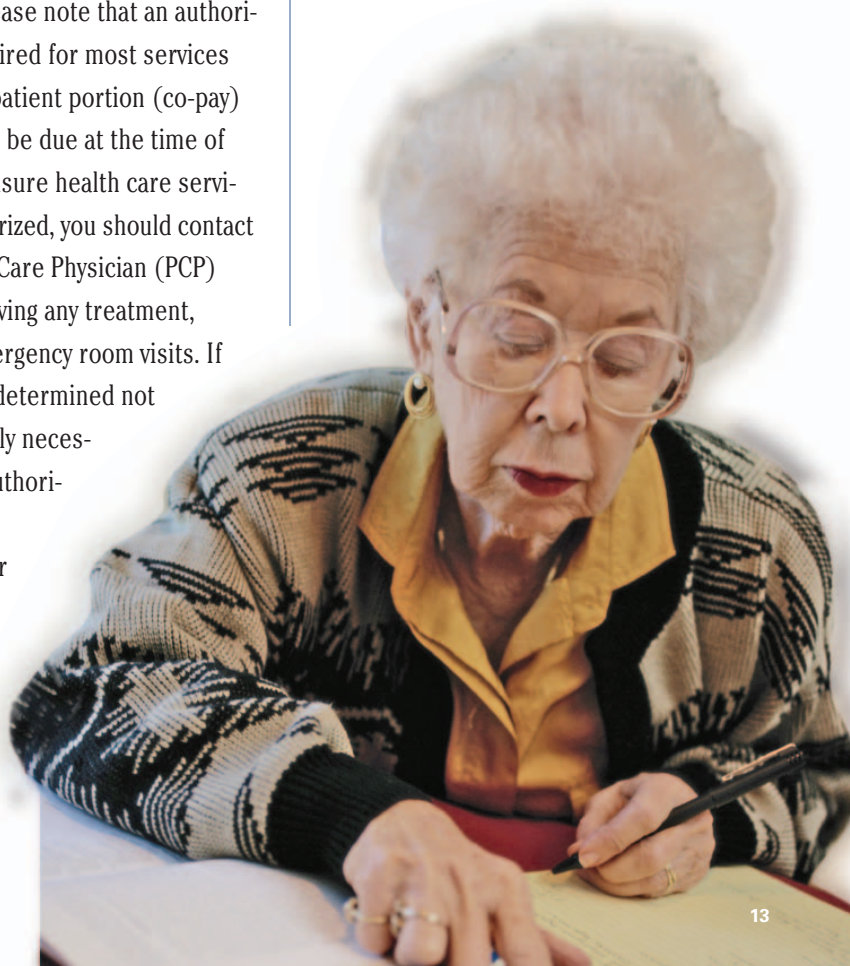 ase note that an authori-
ired for most services
patient portion (co-pay)
be due at the time of
sure health care servi-
rized, you should contact
Care Physician (PCP)
ving any treatment,
ergency room visits. If
determined not
ly neces-
uthori-
r
13